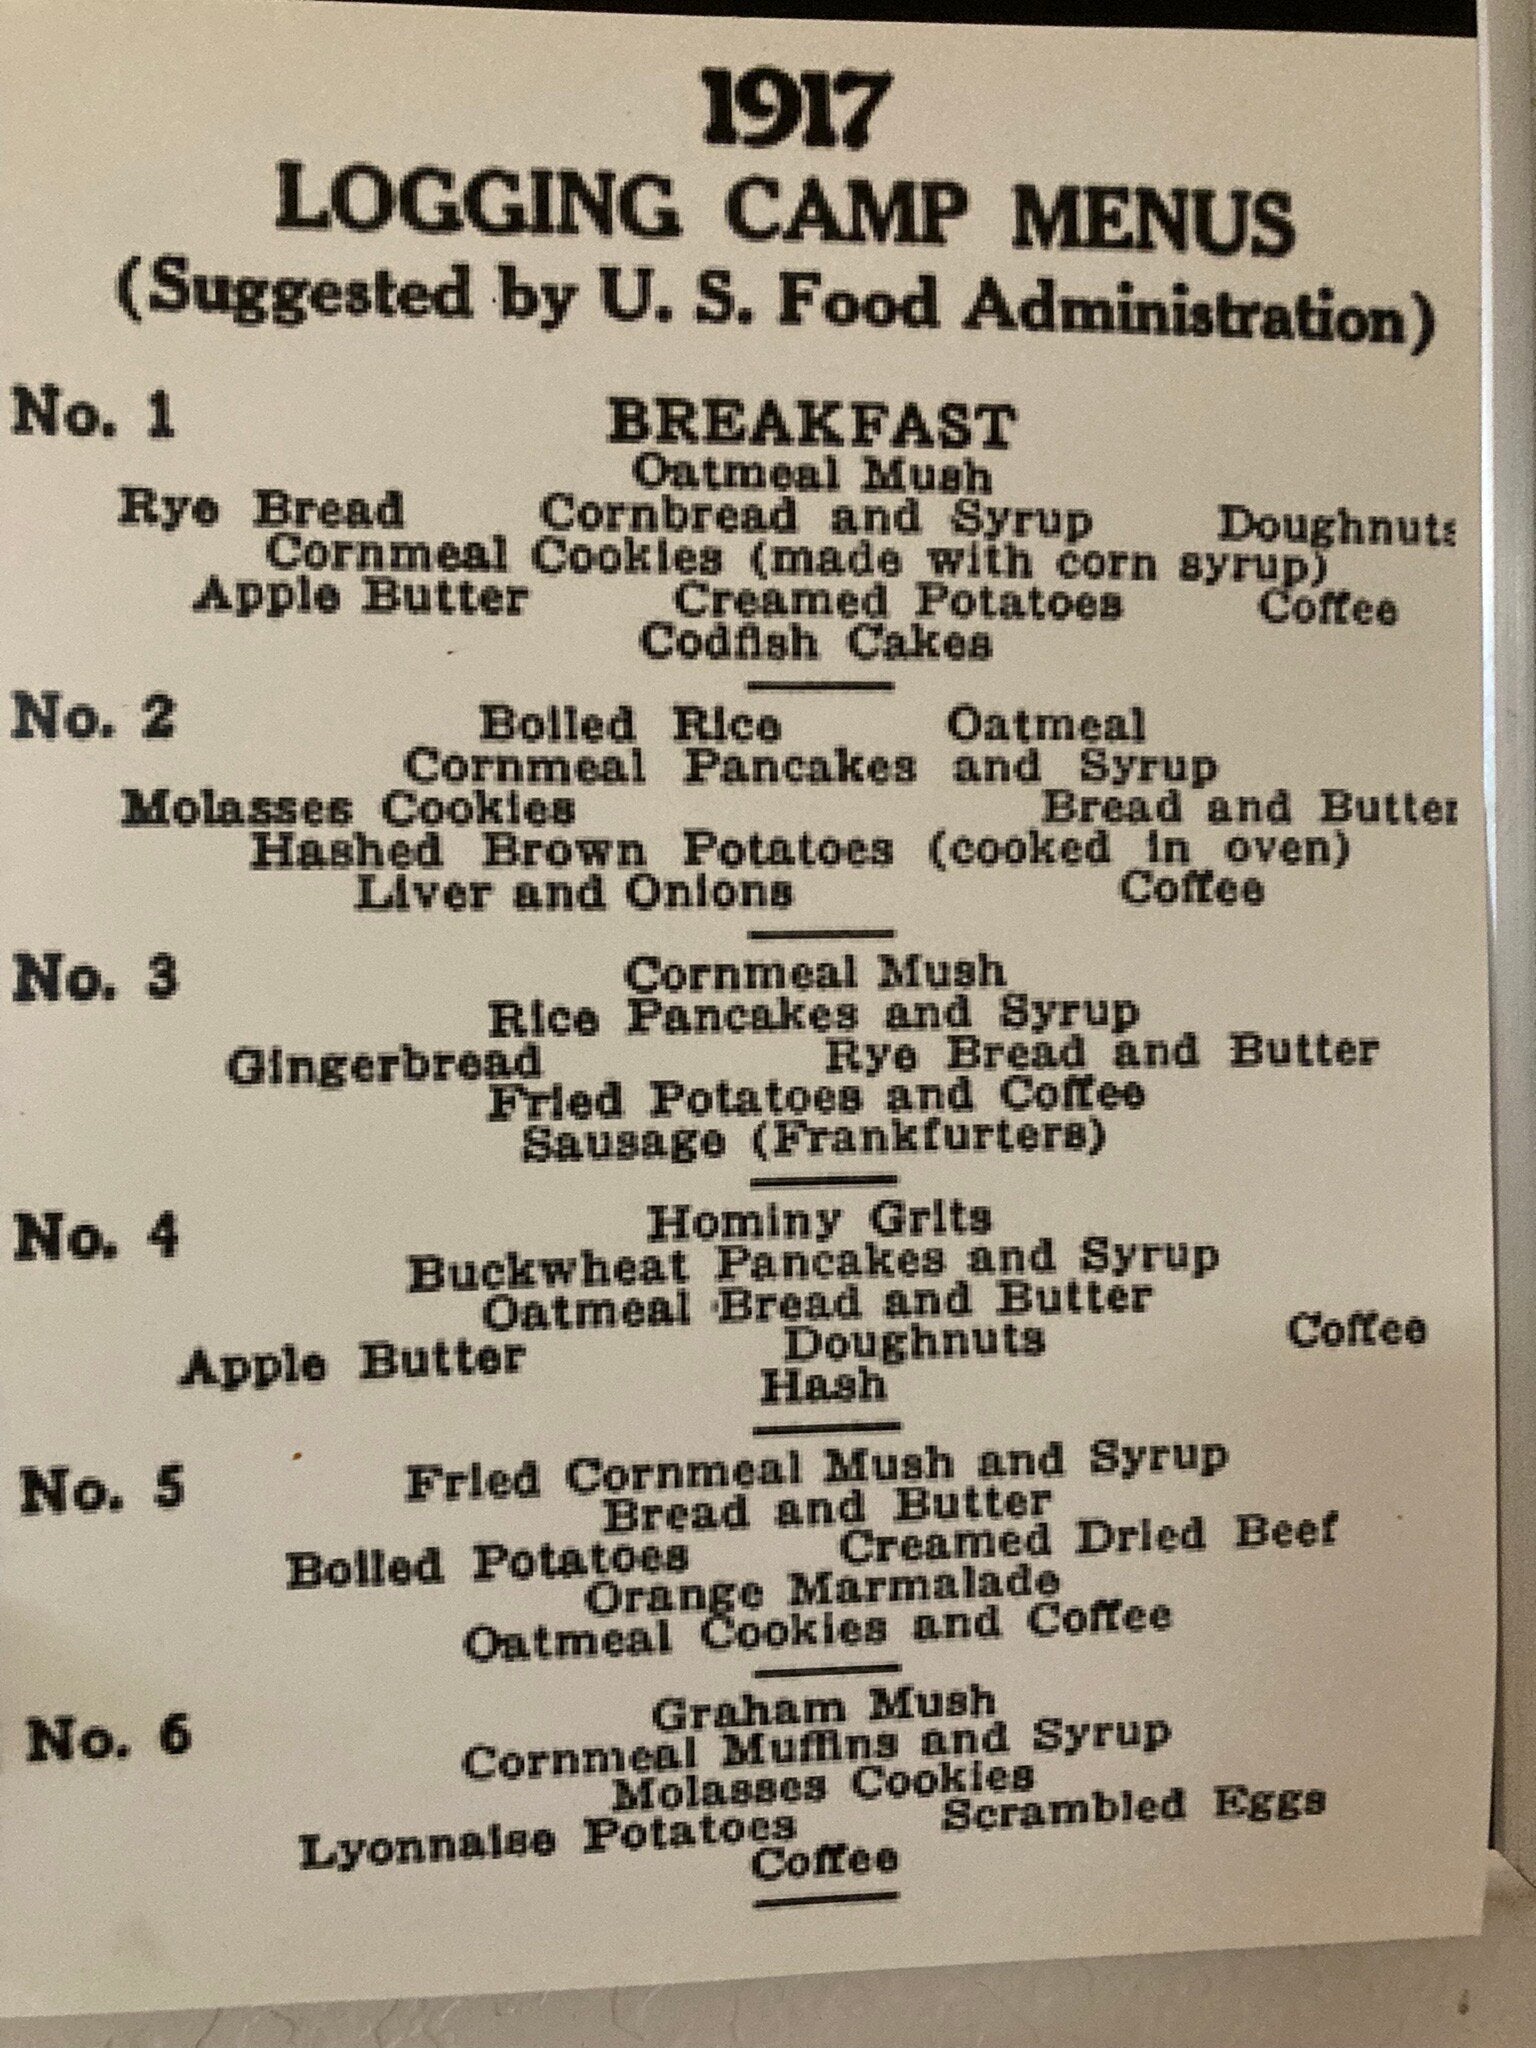 1917
LOGGING CAMP MENUS
(Suggested by U. S. Food Administration)
No. 1 BREAKFAST
Oatmeal Mush
Rye Bread Cornbread and Syrup Doughnuts
Cornmeal Cookies (made with corn syrup)
Apple Butter Creamed Potatoes Coffee
Codfish Cakes
No. 2 Boiled Rice Oatmeal
Cornmeal Pancakes and Syrup
Molasses Cookies Bread and Butter
Hashed Brown Potatoes (cooked in oven)
Liver and Onions Coffee
No. 3 Cornmeal Mush
Rice Pancakes and Syrup
Gingerbread Rye Bread and Butter
Fried Potatoes and Coffee
Sausage (Frankfurters)
No. 4 Hominy Grits
Buckwheat Pancakes and Syrup
Oatmeal Bread and Butter
Apple Butter Doughnuts Coffee
Hash
No. 5 Fried Cornmeal Mush and Syrup
Bread and Butter
Boiled Potatoes Creamed Dried Beef
Orange Marmalade
Oatmeal Cookies and Coffee
No. 6 Graham Mush
Cornmeal Muffins and Syrup
Molasses Cookies
Lyonnaise Potatoes Scrambled Eggs
Coffee